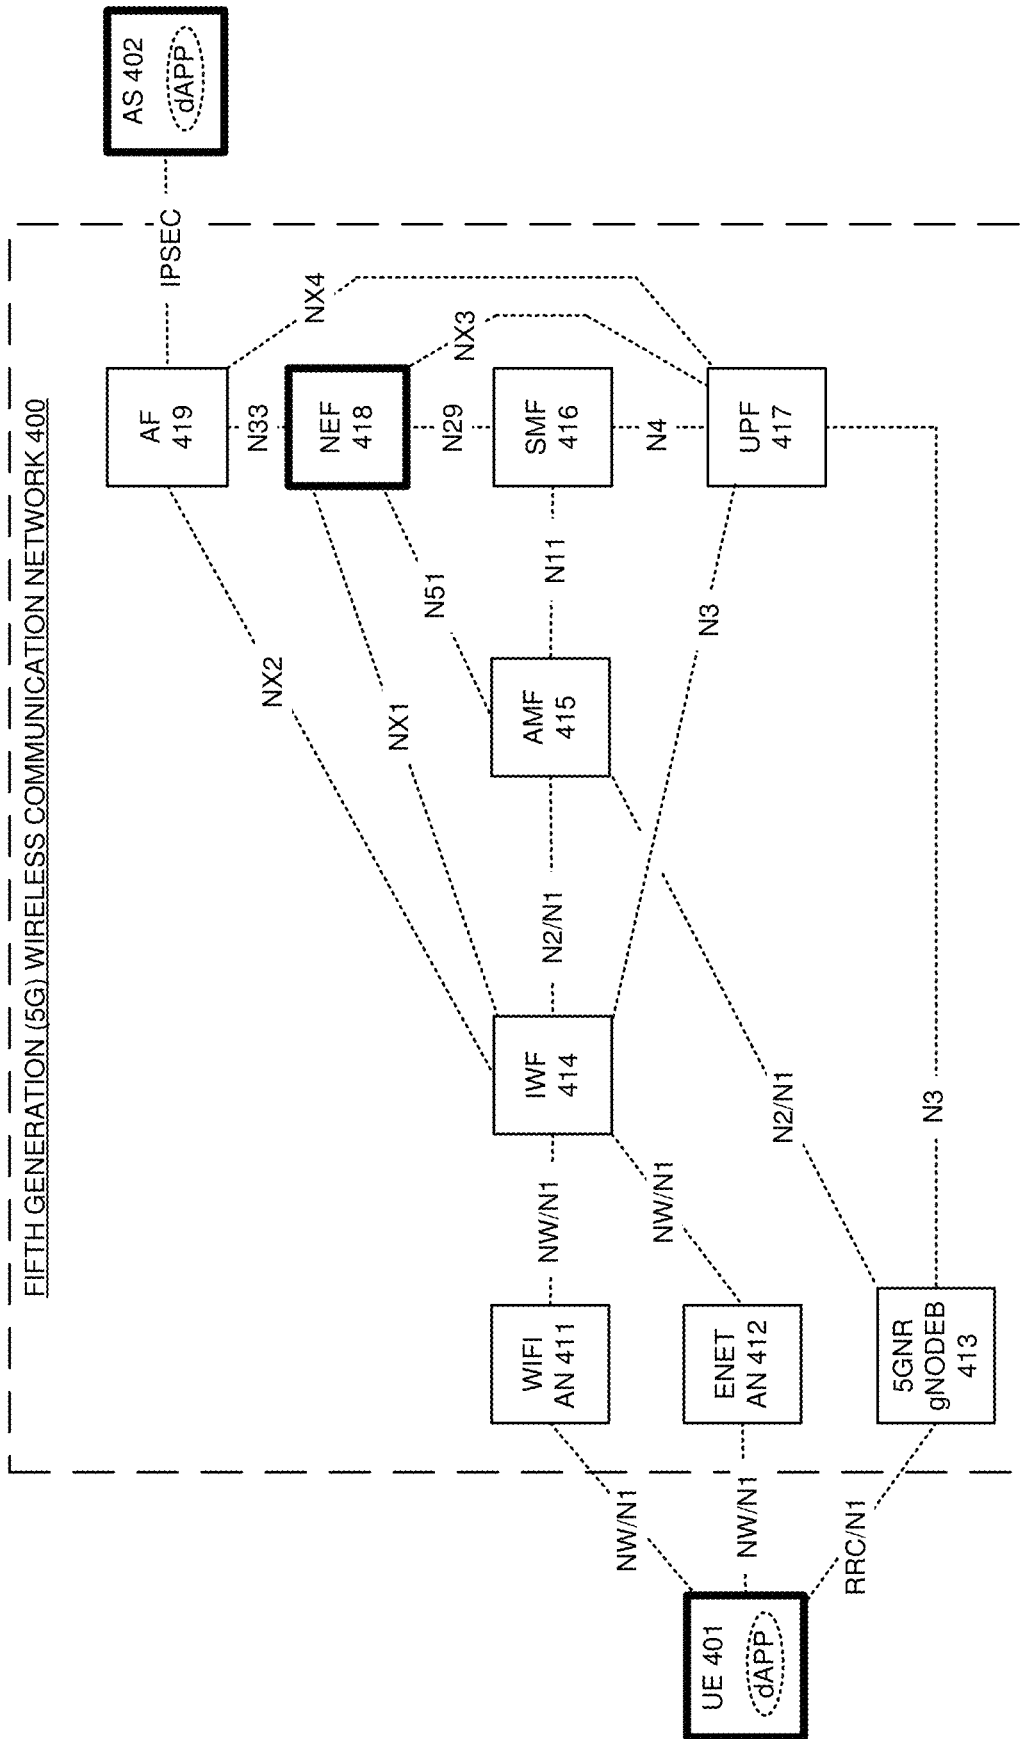 FIFTH GENERATION (5G) WIRELESS COMMUNICATION NETWORK 400
UE 401
dAPP
NW/N1
NW/N1
RRC/N1
WIFI
AN 411
ENET
AN 412
5GNR
gNODEB
413
NW/N1
NW/N1
N2/N1
N3
IWF
414
NX2
NX1
N2/N1
N3
AMF
415
N51
N11
AF
419
N33
NEF
418
N29
SMF
416
N4
UPF
417
NX4
NX3
IPSEC
AS 402
dAPP